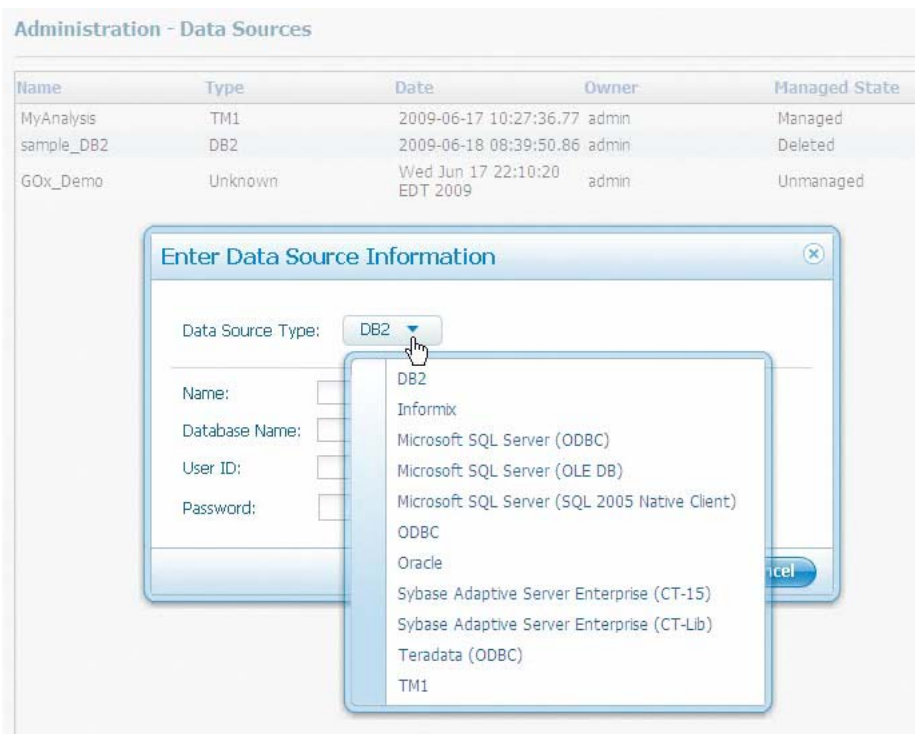 Administration - Data Sources
Name Type Date Owner Managed State
MyAnalysis TM1 2009-06-17 10:27:36.77 admin Managed
sample_DB2 DB2 2009-06-18 08:39:50.86 admin Deleted
GOx_Demo Unknown Wed Jun 17 22:10:20 EDT 2009 admin Unmanaged
Enter Data Source Information
Data Source Type: DB2
Name:
Database Name:
User ID:
Password:
DB2
Informix
Microsoft SQL Server (ODBC)
Microsoft SQL Server (OLE DB)
Microsoft SQL Server (SQL 2005 Native Client)
ODBC
Oracle
Sybase Adaptive Server Enterprise (CT-15)
Sybase Adaptive Server Enterprise (CT-Lib)
Teradata (ODBC)
TM1